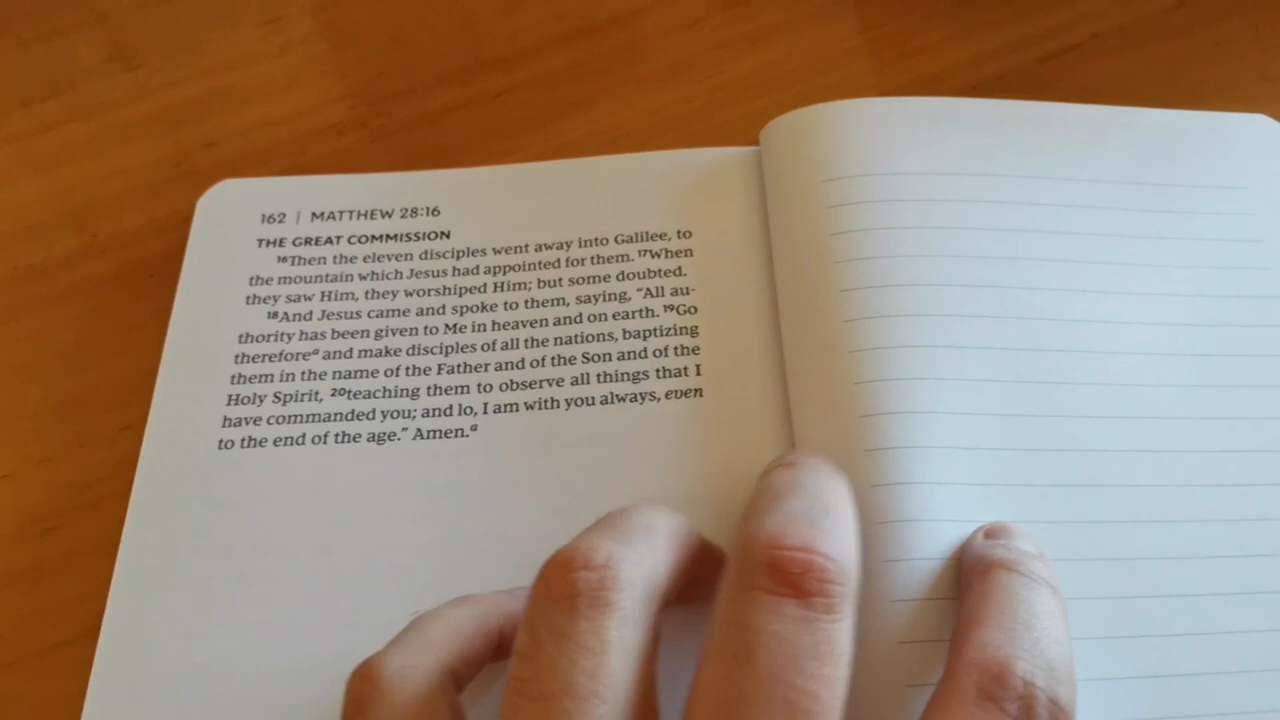 162 | MATTHEW 28:16
THE GREAT COMMISSION
16Then the eleven disciples went away into Galilee, to
the mountain which Jesus had appointed for them. 17When
they saw Him, they worshiped Him; but some doubted.
18And Jesus came and spoke to them, saying, “All au-
thority has been given to Me in heaven and on earth. 19Go
thereforea and make disciples of all the nations, baptizing
them in the name of the Father and of the Son and of the
Holy Spirit, 20teaching them to observe all things that I
have commanded you; and lo, I am with you always, even
to the end of the age.” Amen.a